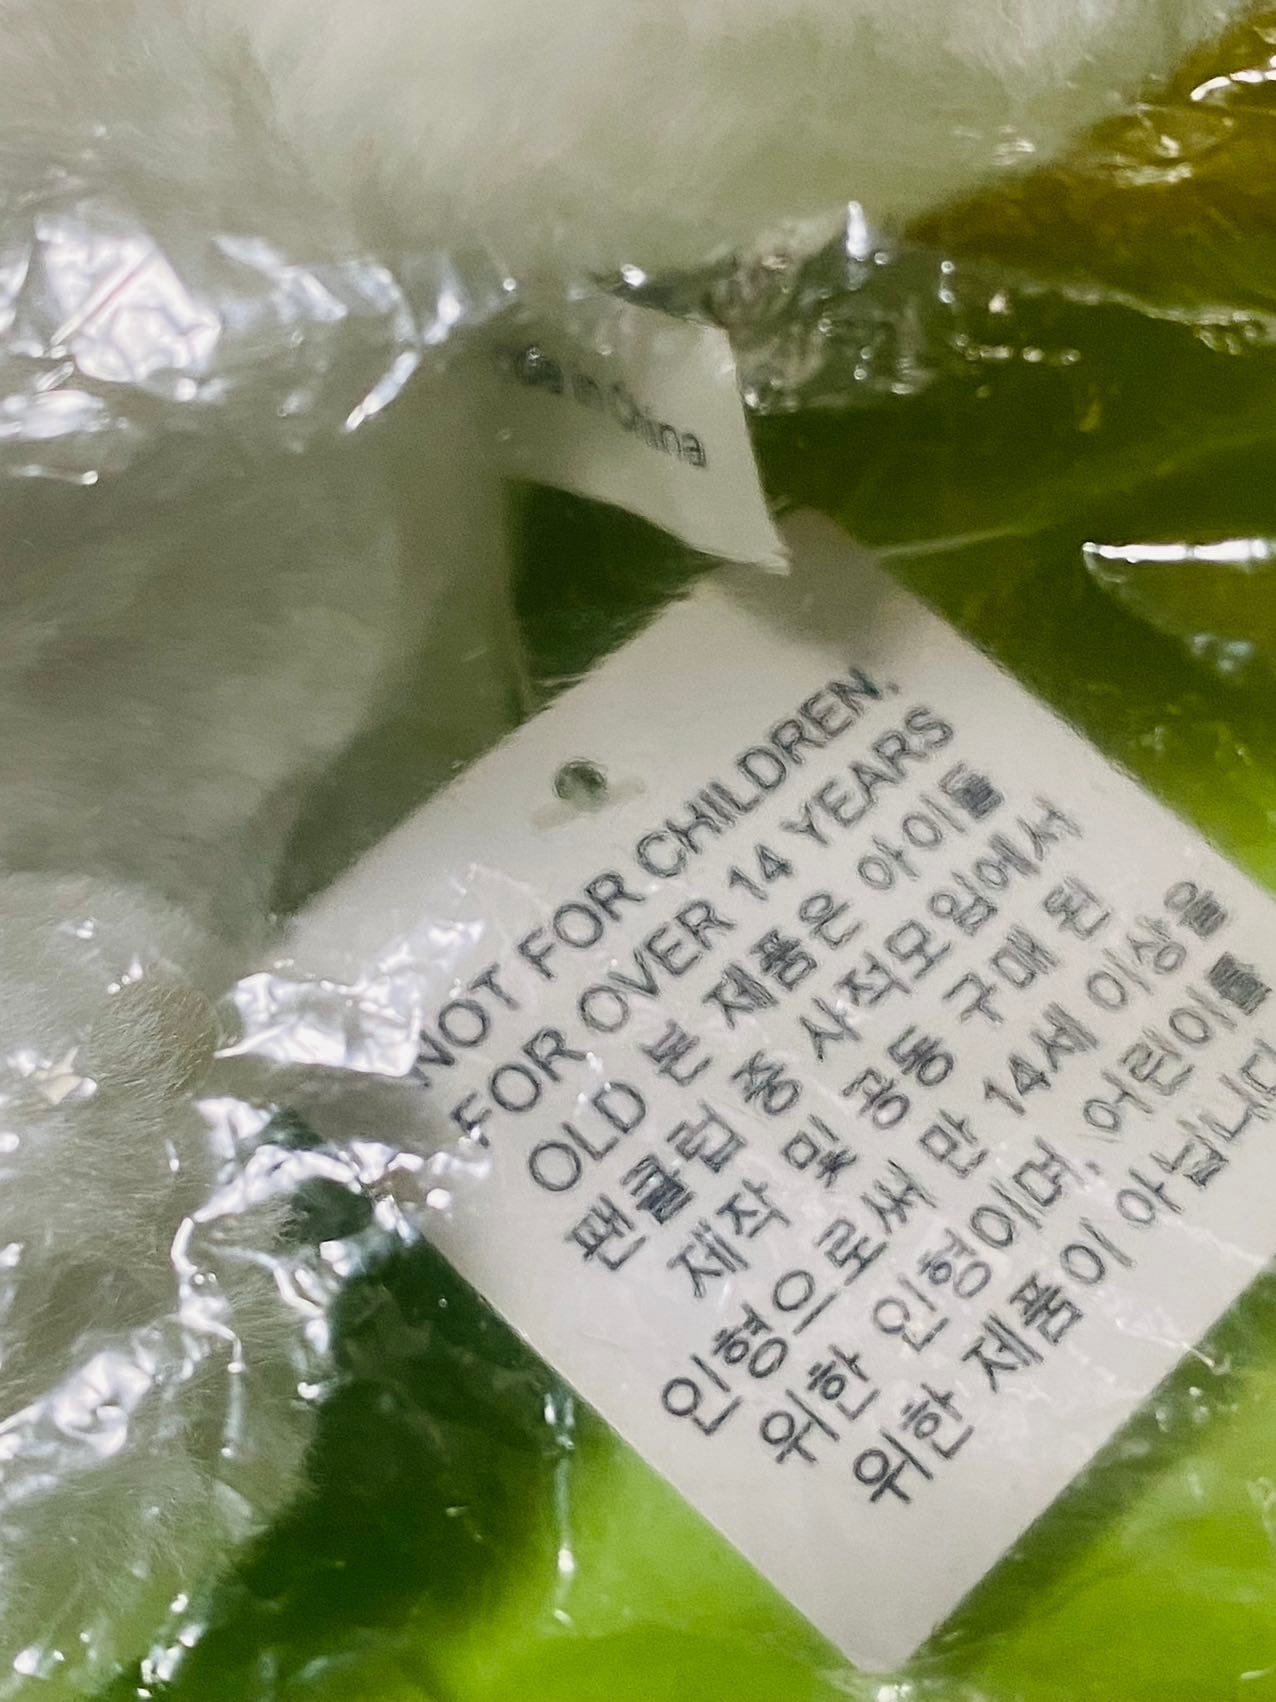 de in China
NOT FOR CHILDREN,
FOR OVER 14 YEARS
OLD 본 제품은 아이돌
팬클럽 중 사적모임에서
제작 및 공동 구매 된
인형으로써 만 14세 이상을
위한 인형이며, 어린이를
위한 제품이 아닙니다